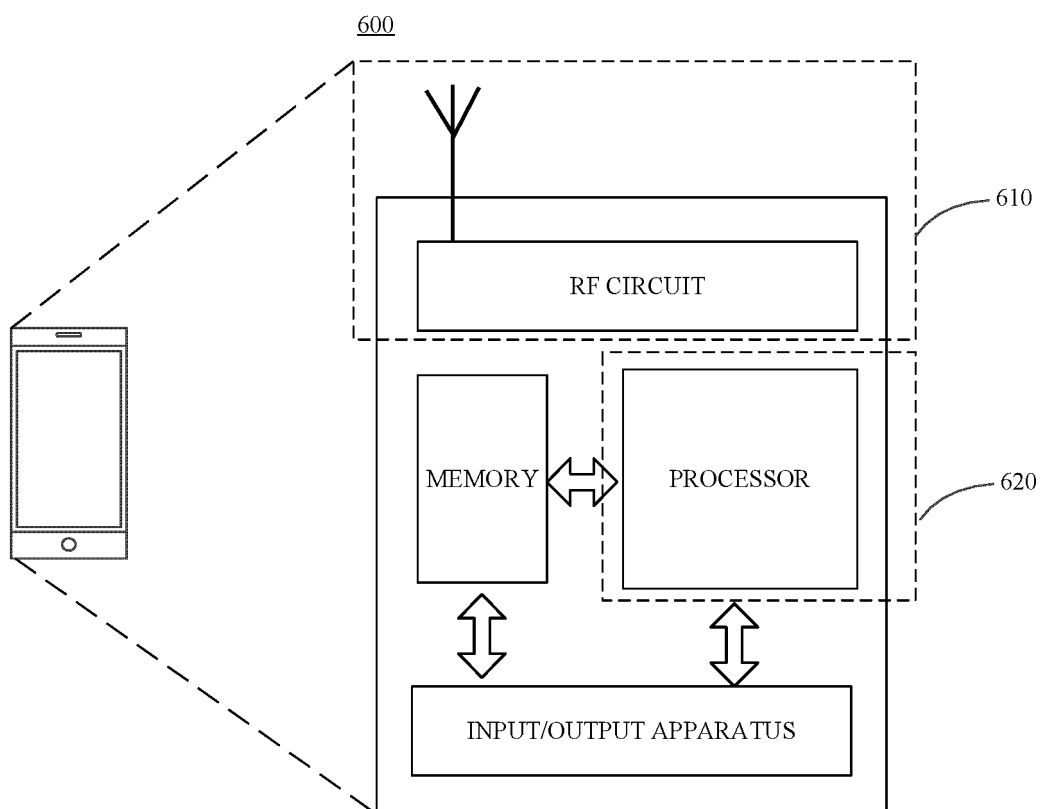 600
610
RF CIRCUIT
MEMORY
PROCESSOR
620
INPUT/OUTPUT APPARATUS